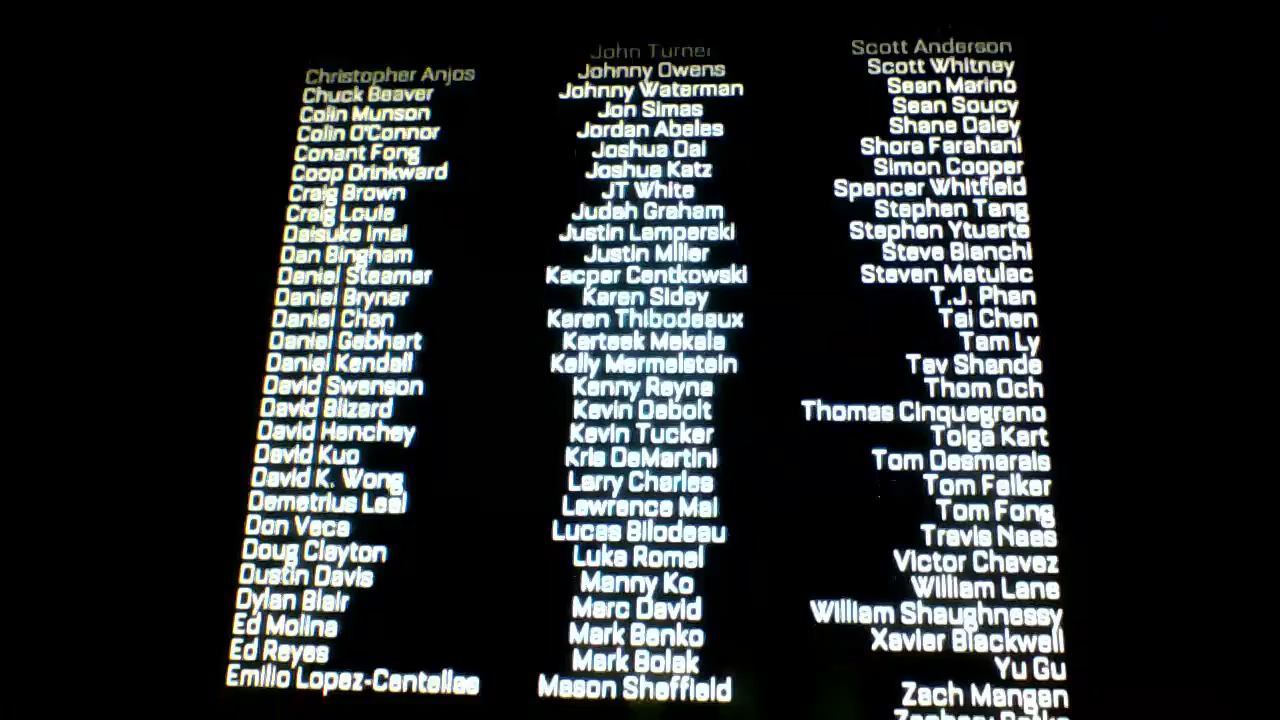 Christopher Anjos
Chuck Beaver
Colin Munson
Colin O'Connor
Conant Fong
Coop Drinkward
Craig Brown
Craig Louie
Daisuke Imai
Dan Bingham
Daniel Steamer
Daniel Bryner
Daniel Chan
Daniel Gebhart
Daniel Kendall
David Swenson
David Blizard
David Hanchey
David Kuo
David K. Wong
Demetrius Leal
Don Veca
Doug Clayton
Dustin Davis
Dylan Blair
Ed Molina
Ed Reyes
Emilio Lopez-Centellas
John Turner
Johnny Owens
Johnny Waterman
Jon Simas
Jordan Abeles
Joshua Dai
Joshua Katz
JT White
Judah Graham
Justin Lamperski
Justin Miller
Kacper Centkowski
Karen Sidey
Karen Thibodeaux
Karteek Mekala
Kelly Mermelstein
Kenny Reyna
Kevin Debolt
Kevin Tucker
Kris DeMartini
Larry Charles
Lawrence Mai
Lucas Bilodeau
Luke Romel
Manny Ko
Marc David
Mark Benko
Mark Bolak
Mason Sheffield
Scott Anderson
Scott Whitney
Sean Marino
Sean Soucy
Shane Daley
Shora Farahani
Simon Cooper
Spencer Whitfield
Stephen Tang
Stephen Ytuarte
Steve Bianchi
Steven Matulac
T.J. Phan
Tai Chen
Tam Ly
Tav Shande
Thom Och
Thomas Cinquegrano
Tolga Kart
Tom Desmarais
Tom Felker
Tom Fong
Travis Naas
Victor Chavez
William Lane
William Shaughnessy
Xavier Blackwell
Yu Gu
Zach Mangan